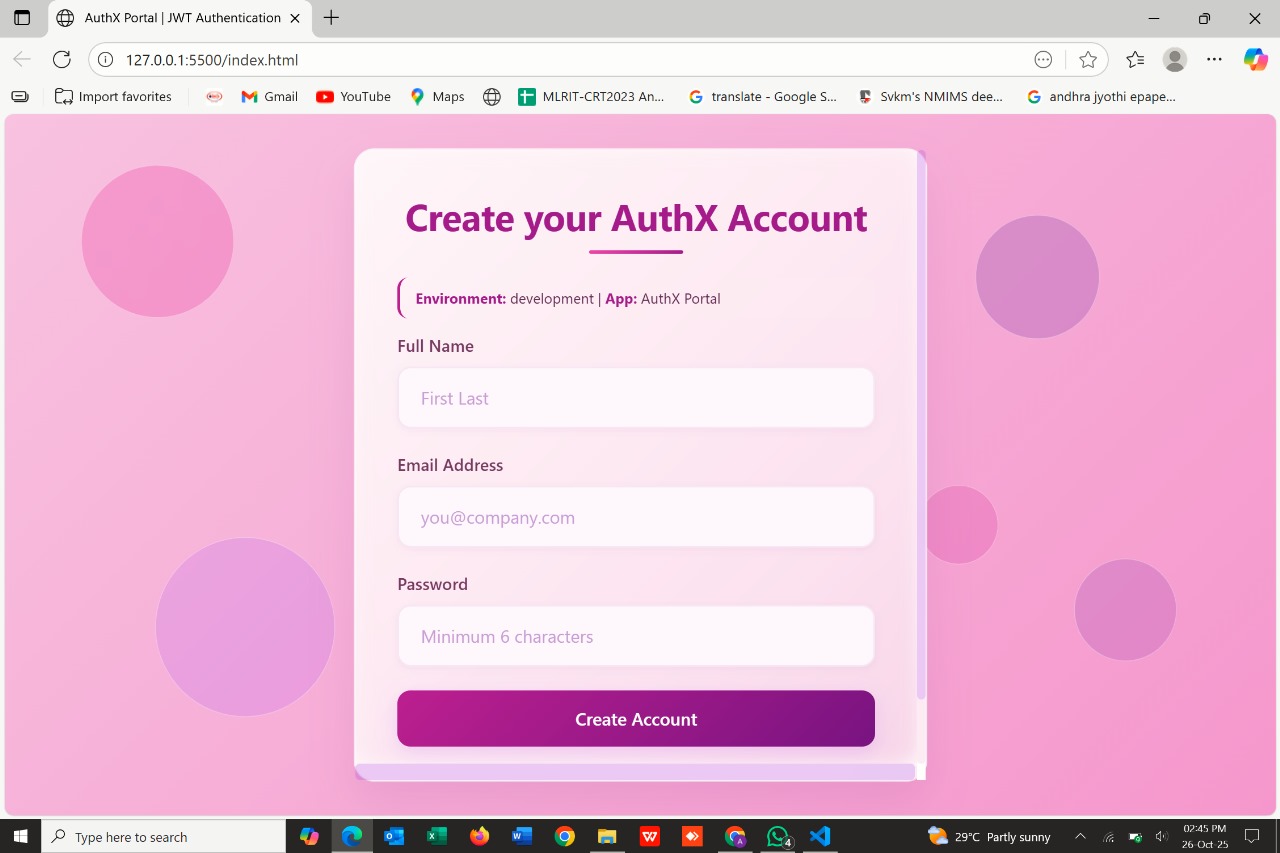 AuthX Portal | JWT Authentication
127.0.0.1:5500/index.html
Import favorites
Gmail
YouTube
Maps
MLRIT-CRT2023 An...
translate - Google S...
Svkm's NMIMS dee...
andhra jyothi epape...
Create your AuthX Account
Environment: development | App: AuthX Portal
Full Name
First Last
Email Address
you@company.com
Password
Minimum 6 characters
Create Account
Type here to search
4
29°C Partly sunny
02:45 PM
26-Oct-25